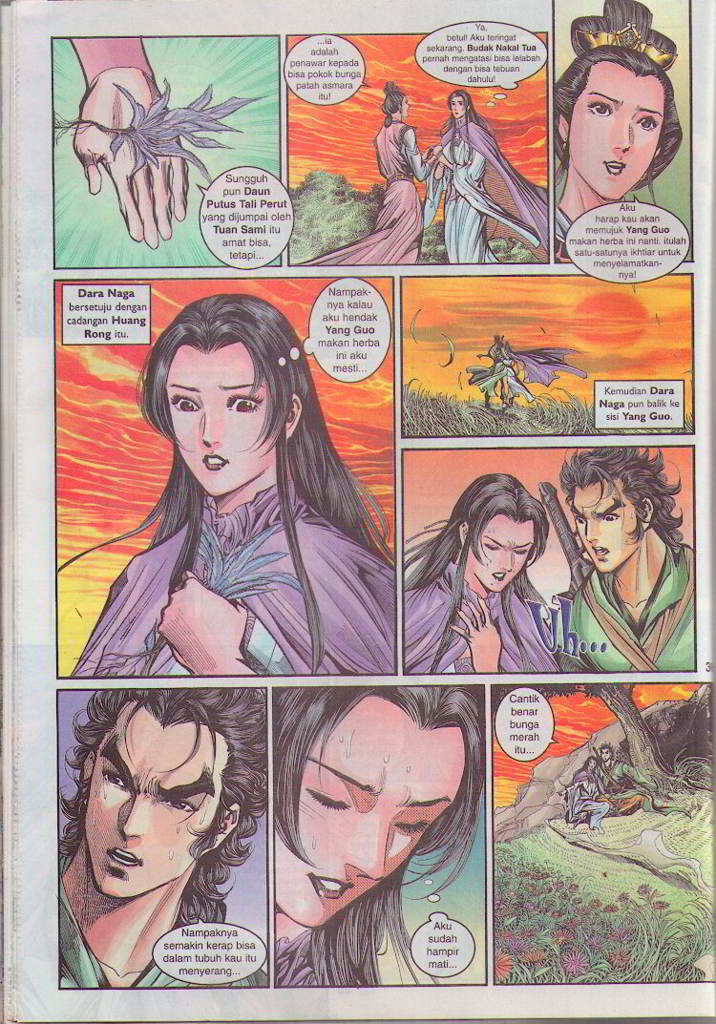 Sungguh
pun Daun
Putus Tali Perut
yang dijumpai oleh
Tuan Sami itu
amat bisa,
tetapi...
...ia
adalah
penawar kepada
bisa pokok bunga
patah asmara
itu!
Ya,
betul! Aku teringat
sekarang. Budak Nakal Tua
pernah mengatasi bisa lelabah
dengan bisa tebuan
dahulu!
Aku
harap kau akan
memujuk Yang Guo
makan herba ini nanti. itulah
satu-satunya ikhtiar untuk
menyelamatkan-
nya!
Dara Naga
bersetuju dengan
cadangan Huang
Rong itu.
Nampak-
nya kalau
aku hendak
Yang Guo
makan herba
ini aku
mesti...
Kemudian Dara
Naga pun balik ke
sisi Yang Guo.
Uh...
3
Nampaknya
semakin kerap bisa
dalam tubuh kau itu
menyerang...
Aku
sudah
hampir
mati...
Cantik
benar
bunga
merah
itu...